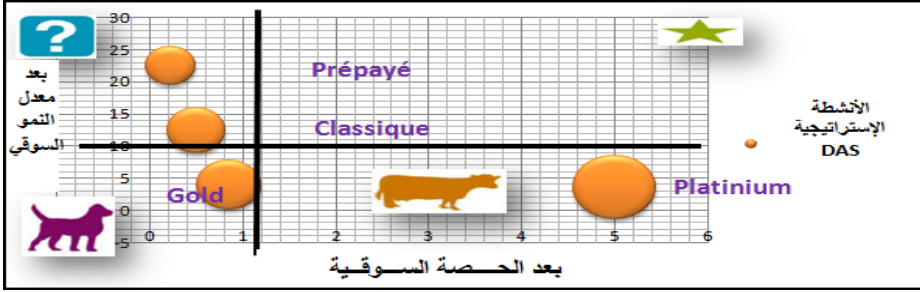 ?
30
25
20
15
10
5
0
-5
بعد
معدل
النمو
السوقي
Prépayé
Classique
Gold
Platinium
الأنشطة
الإستراتيجية
DAS
0 1 2 3 4 5 6
بعد الحـــصة الســـوقــية